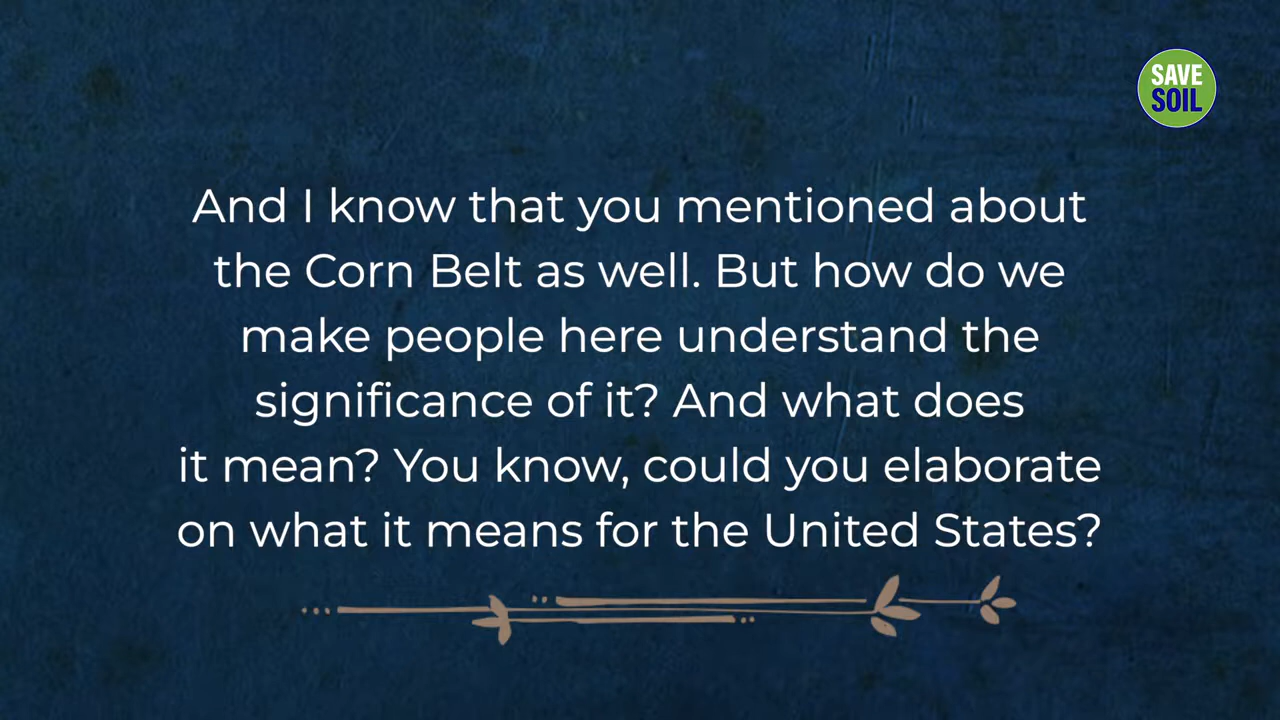 SAVE
SOIL
And I know that you mentioned about
the Corn Belt as well. But how do we
make people here understand the
significance of it? And what does
it mean? You know, could you elaborate
on what it means for the United States?